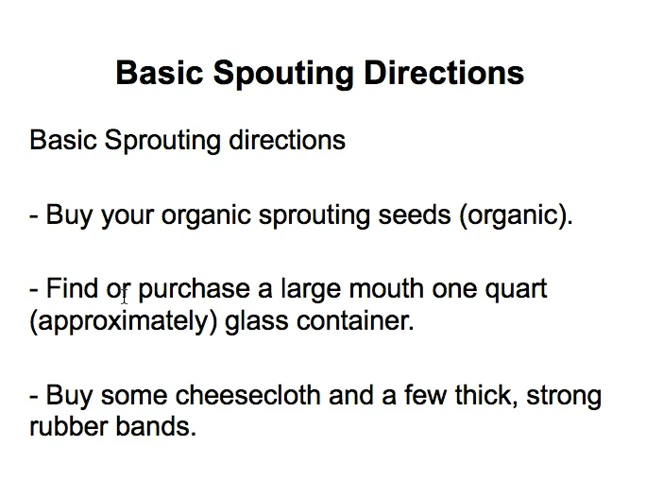 Basic Spouting Directions
Basic Sprouting directions
- Buy your organic sprouting seeds (organic).
- Find or purchase a large mouth one quart
(approximately) glass container.
- Buy some cheesecloth and a few thick, strong
rubber bands.